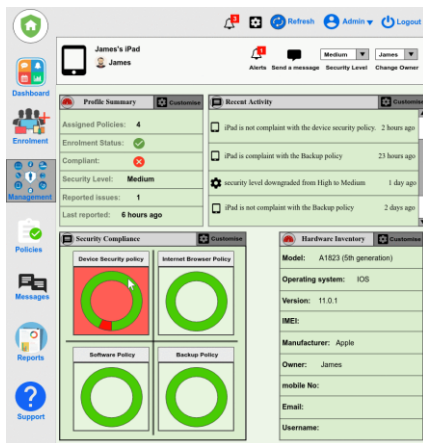 3
Refresh
Admin
Logout
James's iPad
James
1
Medium
James
Alerts
Send a message
Security Level
Change Owner
Dashboard
Enrolment
Management
Policies
Messages
Reports
Support
Profile Summary
Customise
Assigned Policies: 4
Enrolment Status:
Compliant:
Security Level: Medium
Reported issues: 1
Last reported: 6 hours ago
Recent Activity
Customise
iPad is not complaint with the device security policy. 2 hours ago
iPad is complaint with the Backup policy 23 hours ago
security level downgraded from High to Medium 1 day ago
iPad is not complaint with the Backup policy 2 days ago
Security Compliance
Customise
Device Security policy
Internet Browser Policy
Software Policy
Backup Policy
Hardware Inventory
Customise
Model: A1823 (5th generation)
Operating system: IOS
Version: 11.0.1
IMEI:
Manufacturer: Apple
Owner: James
mobile No:
Email:
Username: